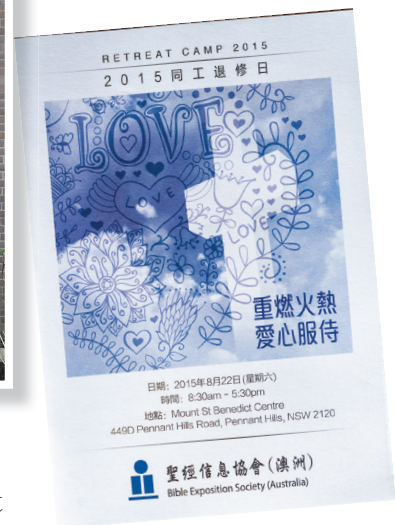 RETREAT CAMP 2015
2015同工退修日
LOVE
LOVE
LOVE
重燃火熱
愛心服侍
日期: 2015年8月22日(星期六)
時間: 8:30am - 5:30pm
地點: Mount St Benedict Centre
449D Pennant Hills Road, Pennant Hills, NSW 2120
聖經信息協會(澳洲)
Bible Exposition Society (Australia)